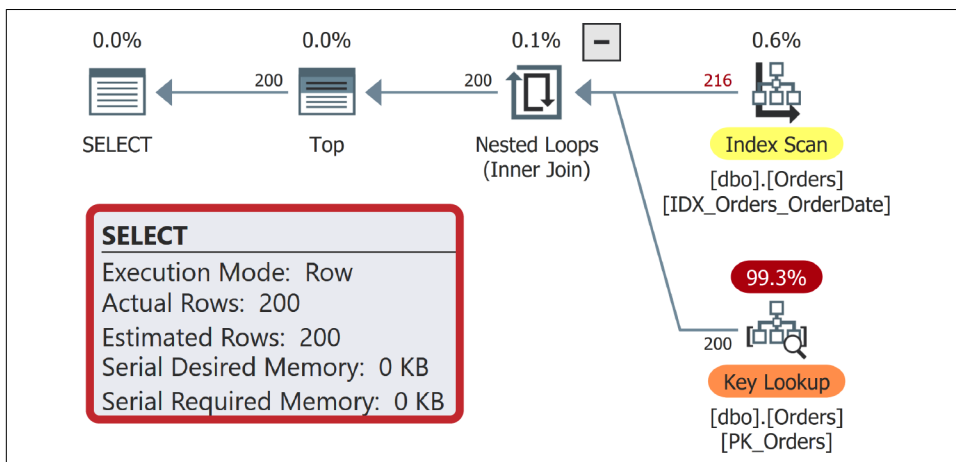 0.0%
0.0%
0.1%
0.6%
200
200
216
SELECT
Top
Nested Loops
(Inner Join)
Index Scan
[dbo].[Orders]
[IDX_Orders_OrderDate]
SELECT
Execution Mode: Row
Actual Rows: 200
Estimated Rows: 200
Serial Desired Memory: 0 KB
Serial Required Memory: 0 KB
99.3%
200
Key Lookup
[dbo].[Orders]
[PK_Orders]